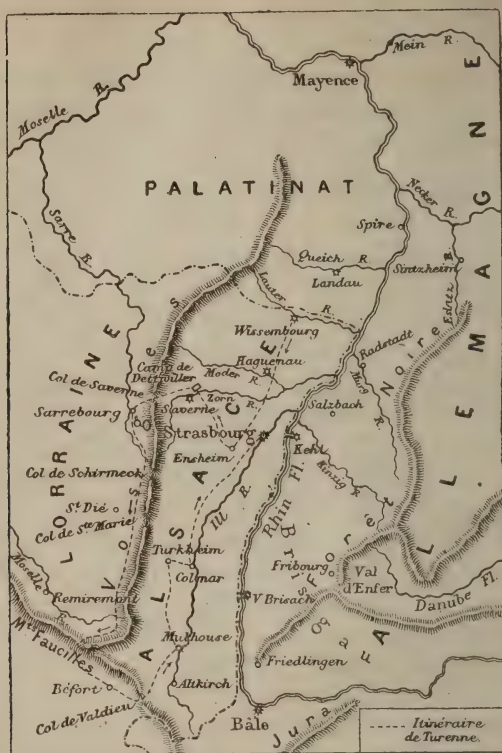 Moselle R.
Mein R.
Mayence
PALATINAT
ALLEMAGNE
Necker R.
Spire
Sarre R.
Queich R.
Landau
Sintzheim
Lauter R.
Wissembourg
Radstadt
Camp de
Dettwiller
Haguenau
Moder R.
Murg R.
Col de Saverne
Zorn
Saverne
Salzbach
Forêt Noire
Sarrebourg
Strasbourg
Kehl
Ensheim
Kinzig R.
Col de Schirmeck
LORRAINE
VOSGES
ALSACE
Ill R.
Rhin Fl.
St Dié
Col de Ste Marie
Turkheim
Colmar
Fribourg
Val
d'Enfer
V Brisach
Danube Fl.
Moselle
Remiremont
Mts Faucilles
Mulhouse
Friedlingen
Béfort
Altkirch
Col de Valdieu
Bâle
Jura
Itinéraire
de Turenne.